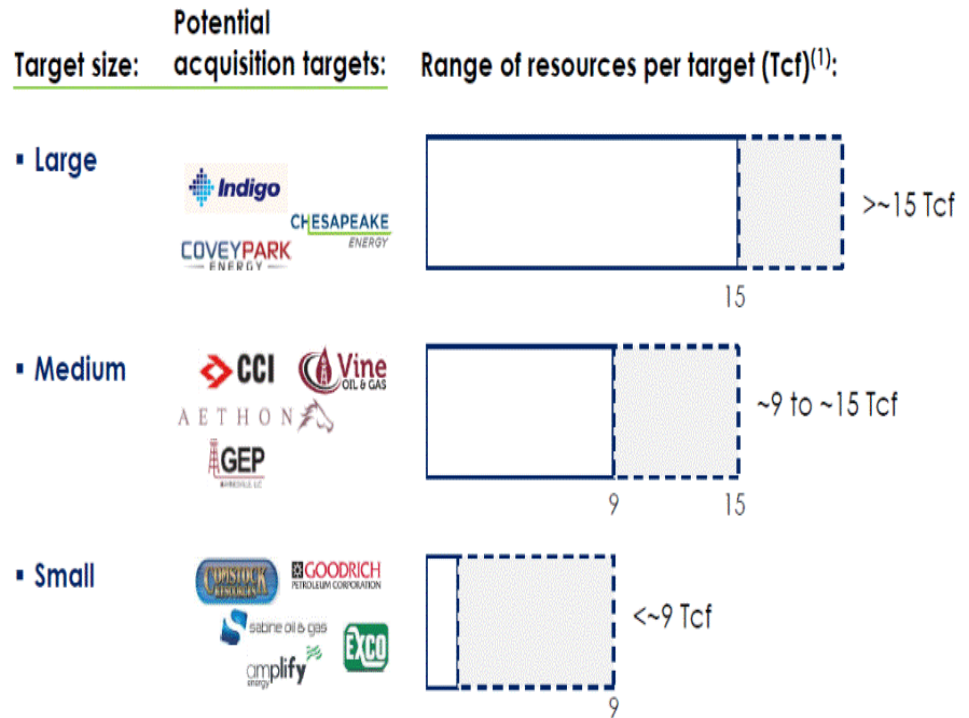 Target size:
Potential
acquisition targets:
Range of resources per target (Tcf)(1):
▪ Large
Indigo
CHESAPEAKE
ENERGY
COVEYPARK
ENERGY
>~15 Tcf
15
▪ Medium
CCI
Vine
OIL & GAS
AETHON
GEP
~9 to ~15 Tcf
9
15
▪ Small
COMSTOCK
RESOURCES
GOODRICH
PETROLEUM CORPORATION
sabine oil & gas
EXCO
amplify
energy
<~9 Tcf
9